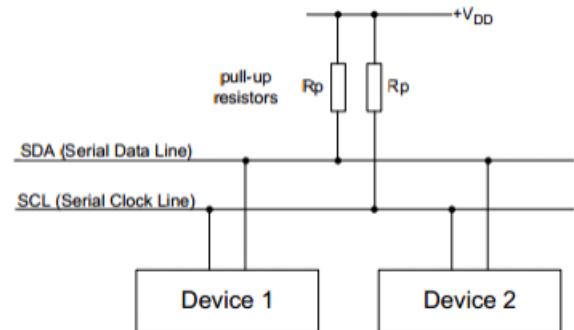 +VDD
pull-up
resistors
Rp
Rp
SDA (Serial Data Line)
SCL (Serial Clock Line)
Device 1
Device 2